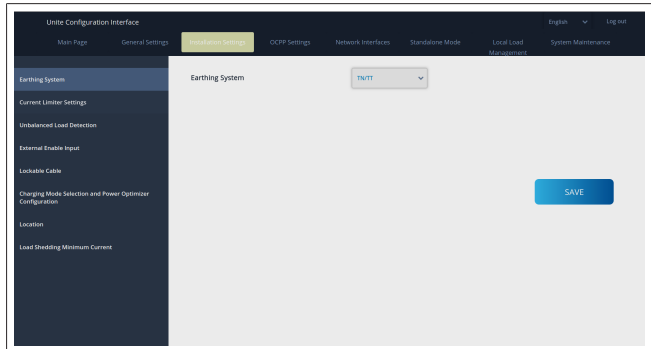 Unite Configuration Interface
English
Log out
Main Page
General Settings
Installation Settings
OCPP Settings
Network Interfaces
Standalone Mode
Local Load
Management
System Maintenance
Earthing System
Current Limiter Settings
Unbalanced Load Detection
External Enable Input
Lockable Cable
Charging Mode Selection and Power Optimizer
Configuration
Location
Load Shedding Minimum Current
Earthing System
TN/TT
SAVE